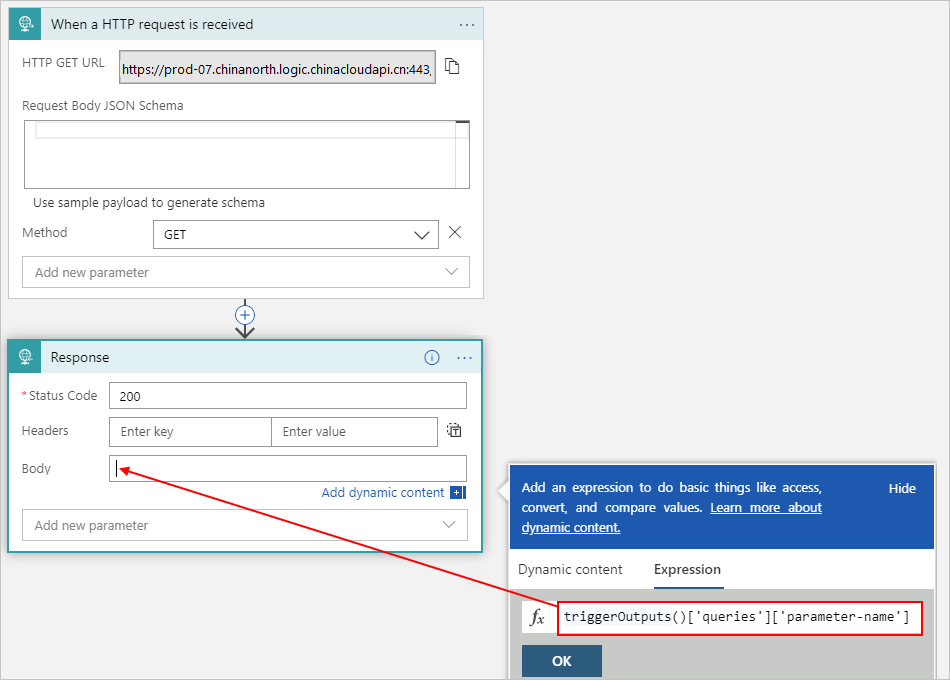 When a HTTP request is received
...
HTTP GET URL
https://prod-07.chinanorth.logic.chinacloudapi.cn:443,
Request Body JSON Schema
Use sample payload to generate schema
Method
GET
Add new parameter
Response
...
*Status Code
200
Headers
Enter key
Enter value
Body
Add dynamic content
Add new parameter
Add an expression to do basic things like access,
convert, and compare values. Learn more about
dynamic content.
Hide
Dynamic content
Expression
fx
triggerOutputs()['queries']['parameter-name']
OK